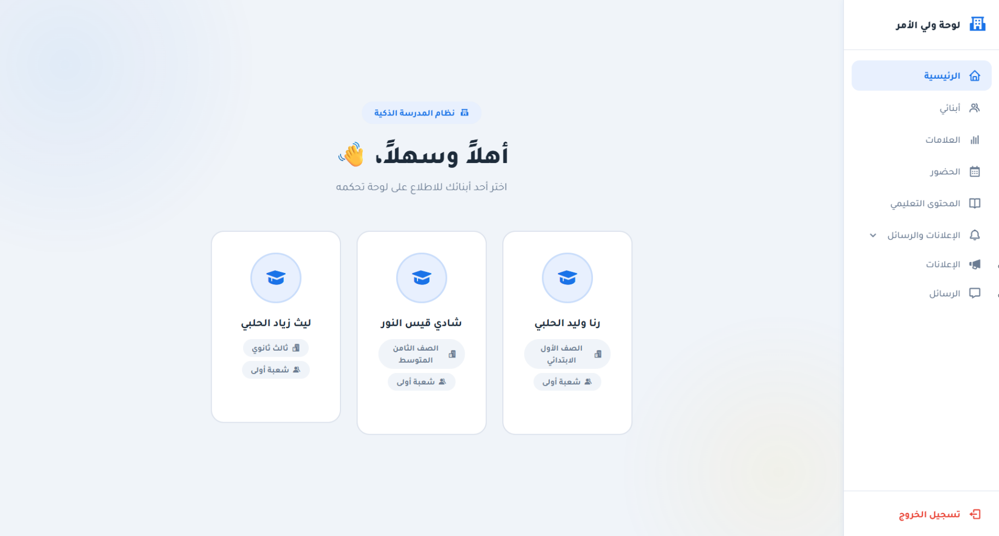 لوحة ولي الأمر
الرئيسية
أبنائي
العلامات
الحضور
المحتوى التعليمي
الإعلانات والرسائل
الإعلانات
الرسائل
تسجيل الخروج
نظام المدرسة الذكية
أهلاً وسهلاً، 👋
اختر أحد أبنائك للاطلاع على لوحة تحكمه
رنا وليد الحلبي
الصف الأول
الابتدائي
شعبة أولى
شادي قيس النور
الصف الثامن
المتوسط
شعبة أولى
ليث زياد الحلبي
ثالث ثانوي
شعبة أولى